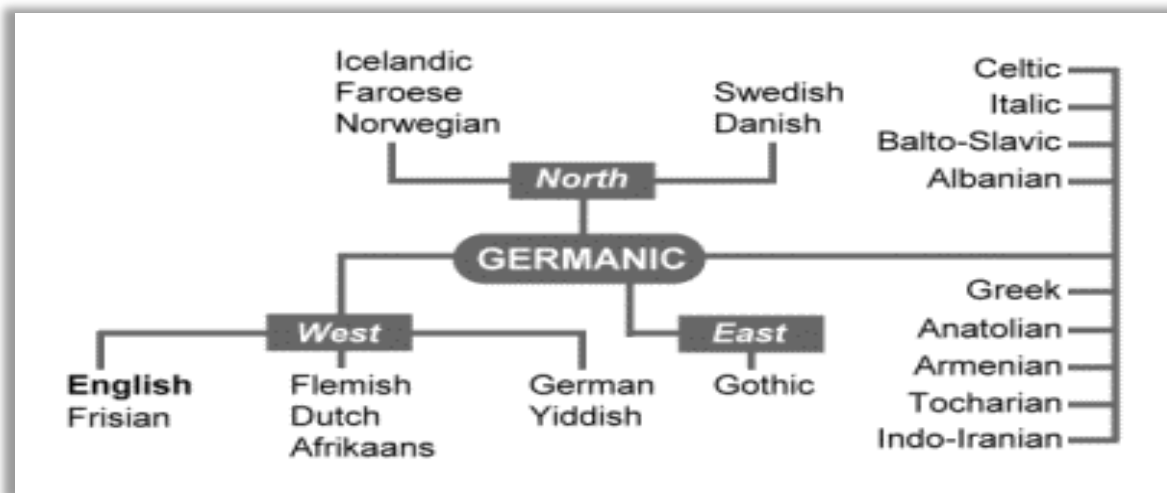 Icelandic
Faroese
Norwegian
Swedish
Danish
North
GERMANIC
West
East
English
Frisian
Flemish
Dutch
Afrikaans
German
Yiddish
Gothic
Celtic
Italic
Balto-Slavic
Albanian
Greek
Anatolian
Armenian
Tocharian
Indo-Iranian